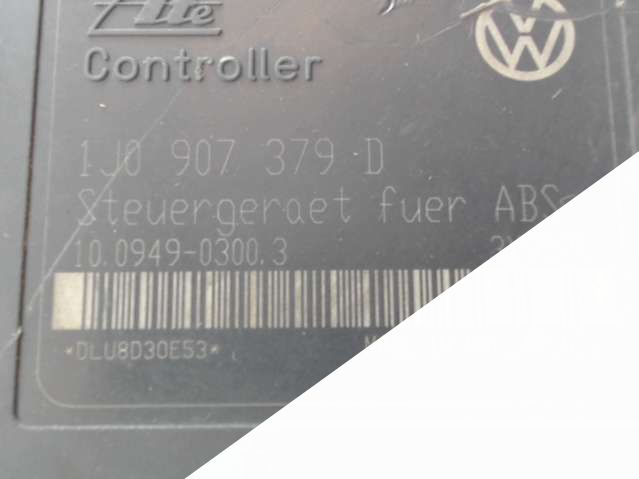 Ate
Controller
1J0 907 379 D
Steuergeraet fuer ABS
10.0949-0300.3
*DLU8D30E53*